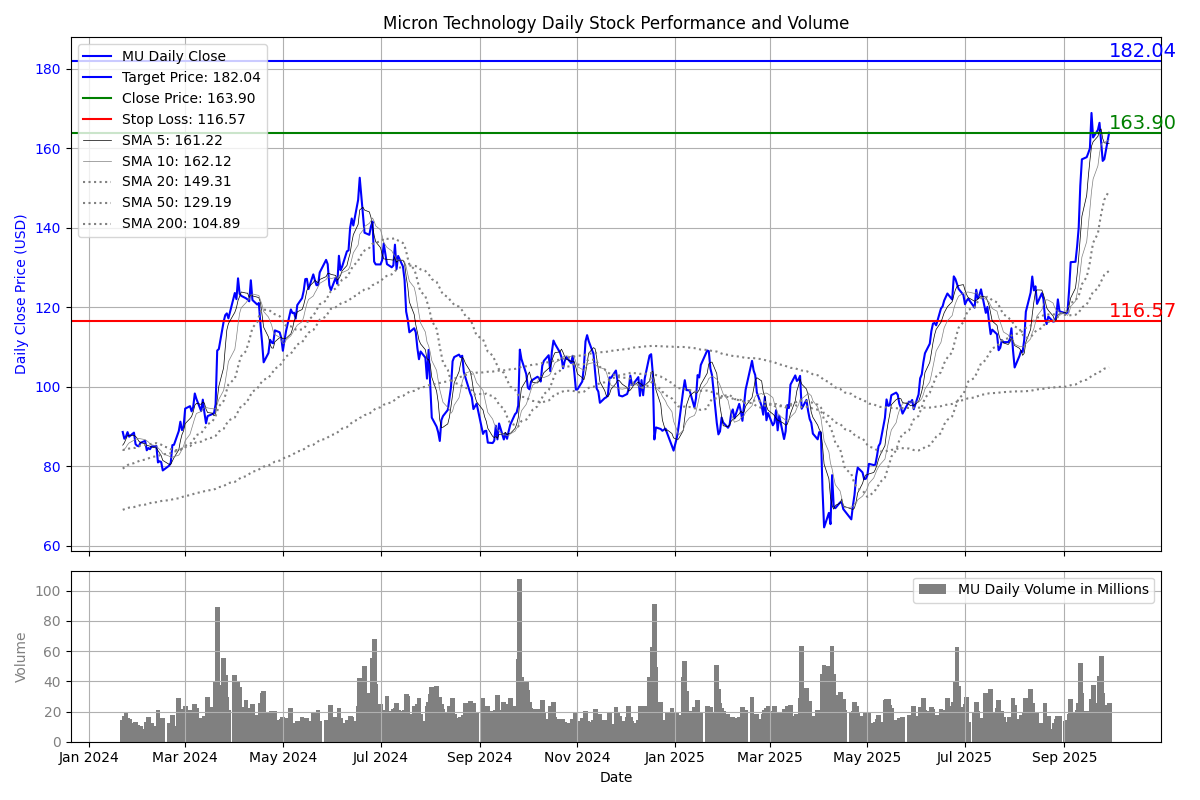 Micron Technology Daily Stock Performance and Volume
182.04
163.90
116.57
MU Daily Close
Target Price: 182.04
Close Price: 163.90
Stop Loss: 116.57
SMA 5: 161.22
SMA 10: 162.12
SMA 20: 149.31
SMA 50: 129.19
SMA 200: 104.89
Daily Close Price (USD)
180
160
140
120
100
80
60
MU Daily Volume in Millions
Volume
100
80
60
40
20
0
Jan 2024 Mar 2024 May 2024 Jul 2024 Sep 2024 Nov 2024 Jan 2025 Mar 2025 May 2025 Jul 2025 Sep 2025
Date